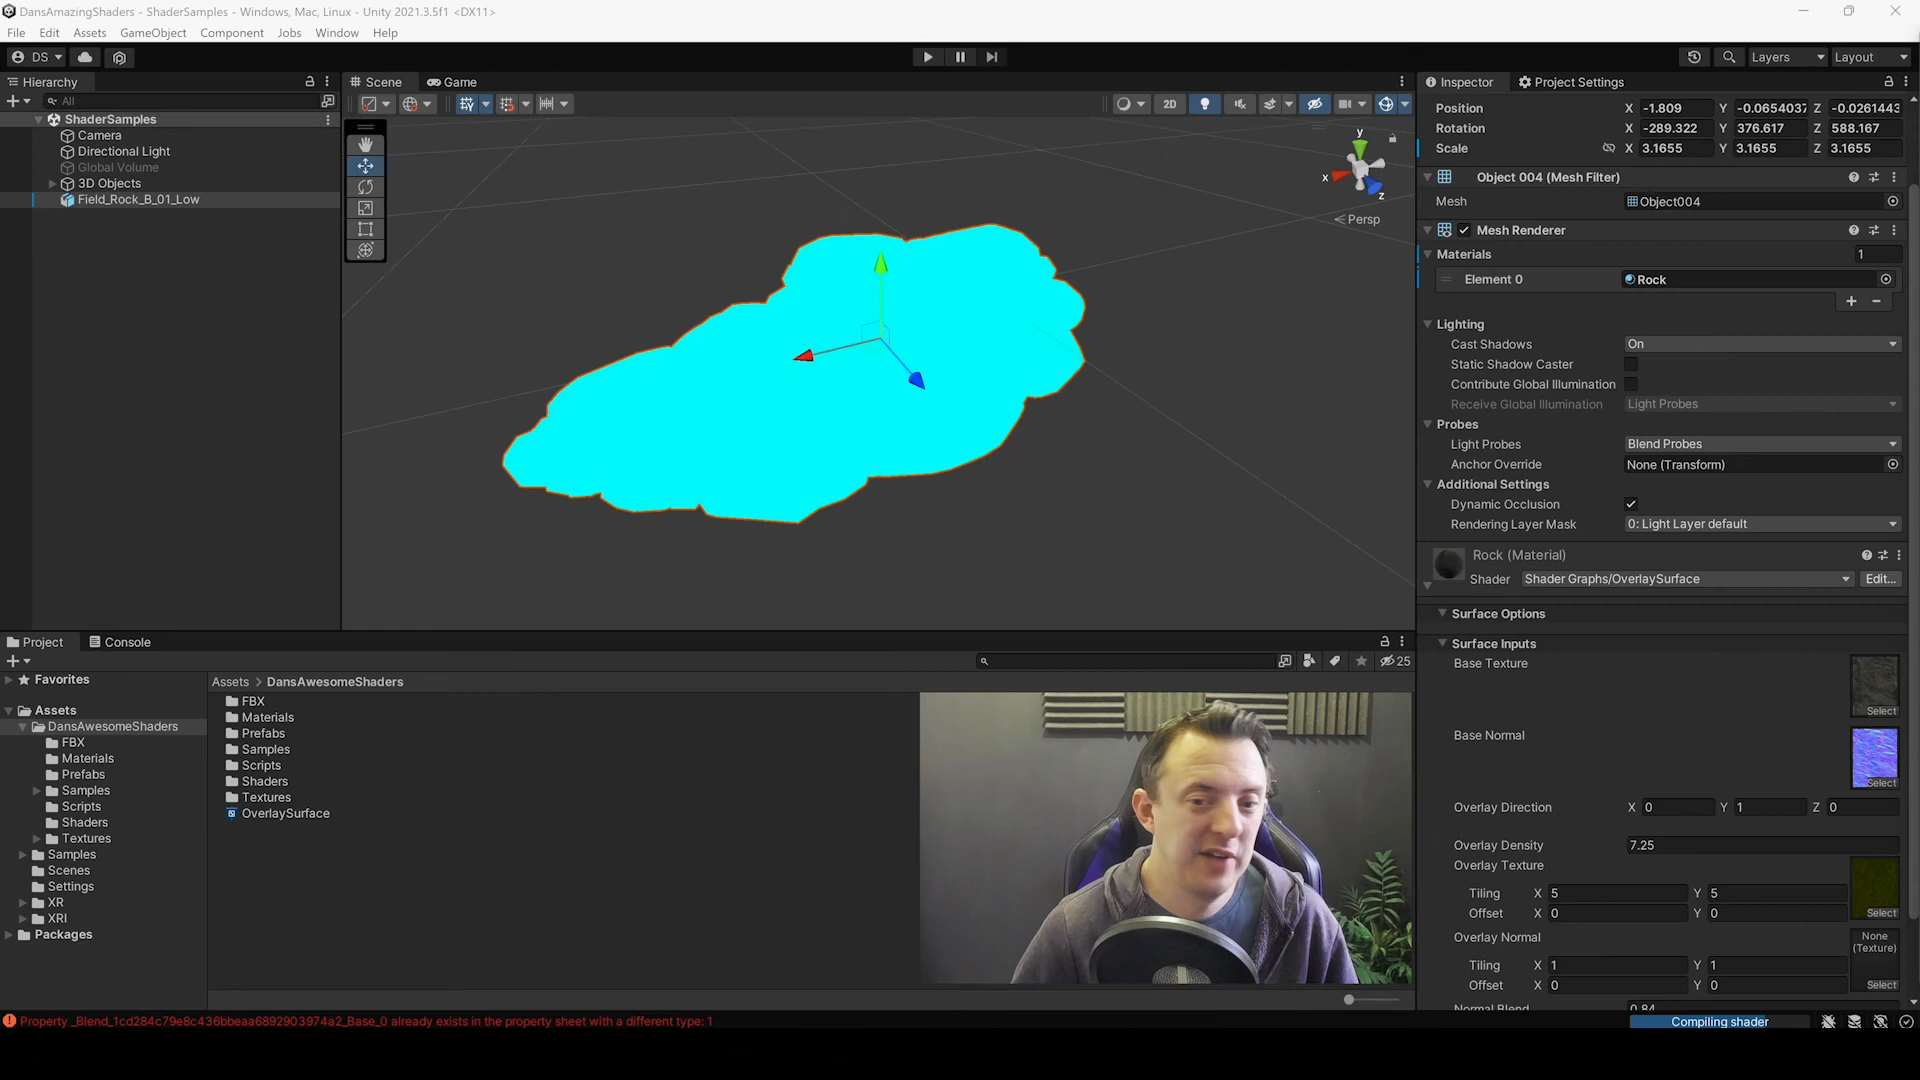 DansAmazingShaders - ShaderSamples - Windows, Mac, Linux - Unity 2021.3.5f1 <DX11>
File Edit Assets GameObject Component Jobs Window Help
DS Layers Layout
Hierarchy
All
ShaderSamples
Camera
Directional Light
Global Volume
3D Objects
Field_Rock_B_01_Low
Scene Game
2D
y
x
z
Persp
Inspector Project Settings
Position X -1.809 Y -0.0654037 Z -0.0261443
Rotation X -289.322 Y 376.617 Z 588.167
Scale X 3.1655 Y 3.1655 Z 3.1655
Object 004 (Mesh Filter)
Mesh Object004
Mesh Renderer
Materials 1
Element 0 Rock
Lighting
Cast Shadows On
Static Shadow Caster
Contribute Global Illumination
Receive Global Illumination Light Probes
Probes
Light Probes Blend Probes
Anchor Override None (Transform)
Additional Settings
Dynamic Occlusion
Rendering Layer Mask 0: Light Layer default
Rock (Material)
Shader Shader Graphs/OverlaySurface Edit...
Surface Options
Surface Inputs
Base Texture
Select
Base Normal
Select
Overlay Direction X 0 Y 1 Z 0
Overlay Density 7.25
Overlay Texture
Tiling X 5 Y 5
Offset X 0 Y 0 Select
Overlay Normal None (Texture)
Tiling X 1 Y 1
Offset X 0 Y 0 Select
Normal Blend 0.84
Project Console
25
Favorites
Assets
DansAwesomeShaders
FBX
Materials
Prefabs
Samples
Scripts
Shaders
Textures
Samples
Scenes
Settings
XR
XRI
Packages
Assets > DansAwesomeShaders
FBX
Materials
Prefabs
Samples
Scripts
Shaders
Textures
OverlaySurface
Property _Blend_1cd284c79e8c436bbeaa6892903974a2_Base_0 already exists in the property sheet with a different type: 1
Compiling shader